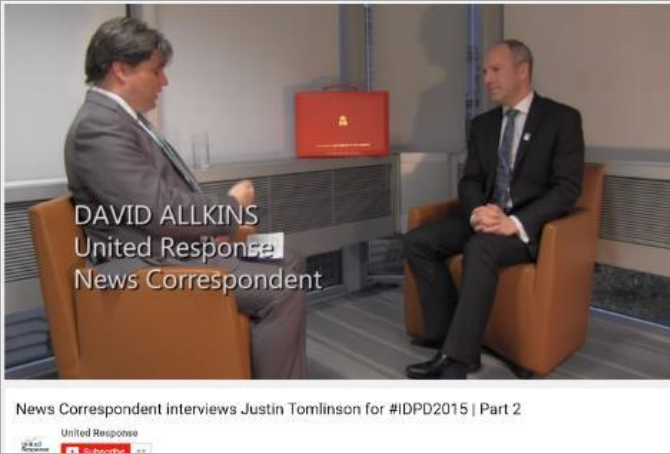 DAVID ALLKINS
United Response
News Correspondent
News Correspondent interviews Justin Tomlinson for #IDPD2015 | Part 2
United Response
Subscribe